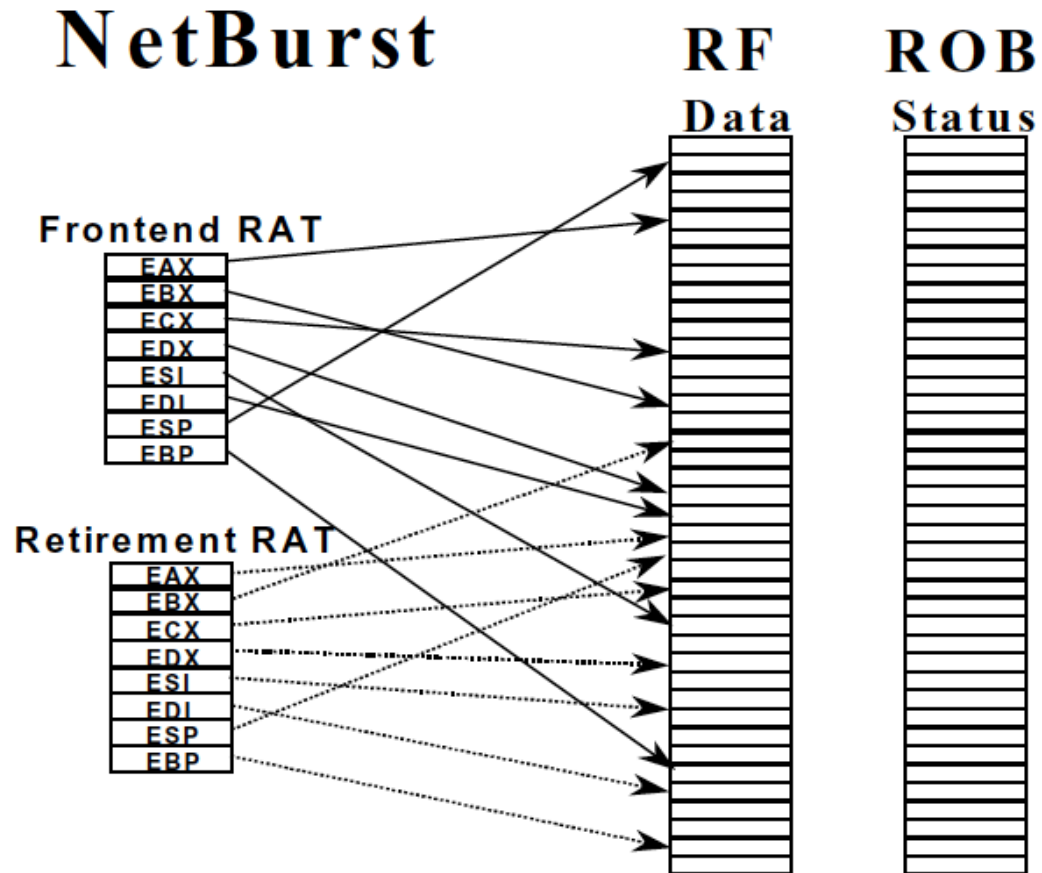 NetBurst
RF
ROB
Data
Status
Frontend RAT
EAX
EBX
ECX
EDX
ESI
EDI
ESP
EBP
Retirement RAT
EAX
EBX
ECX
EDX
ESI
EDI
ESP
EBP